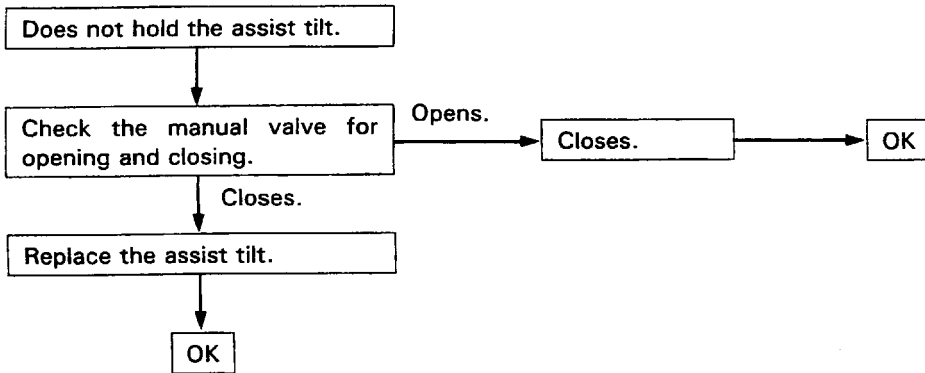 Does not hold the assist tilt.
Check the manual valve for
opening and closing.
Opens.
Closes.
OK
Closes.
Replace the assist tilt.
OK